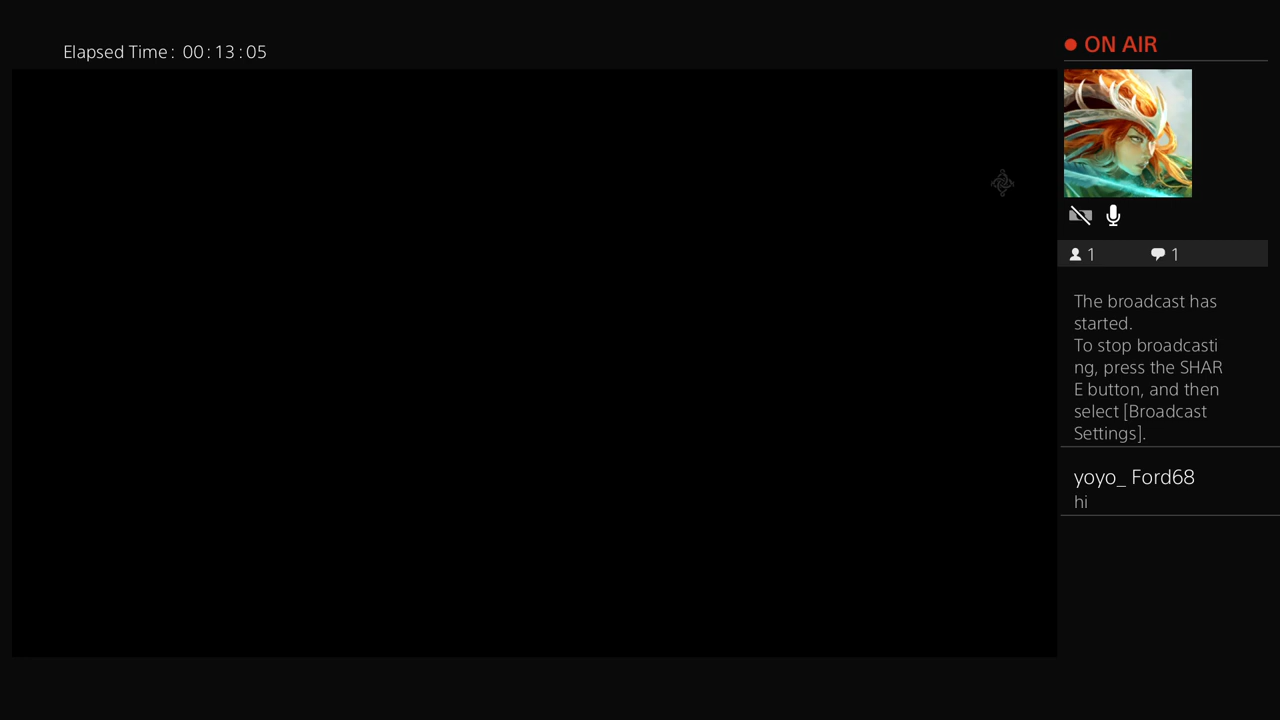 Elapsed Time: 00:13:05
ON AIR
1 1
The broadcast has
started.
To stop broadcasti
ng, press the SHAR
E button, and then
select [Broadcast
Settings].
yoyo_ Ford68
hi